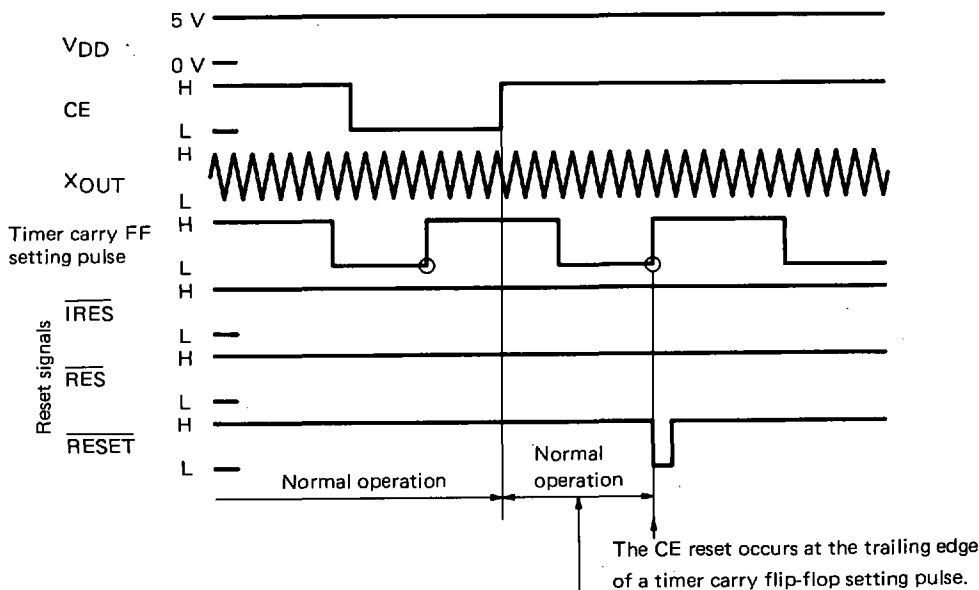 5 V
VDD
0 V
H
CE
L
H
XOUT
L
H
Timer carry FF
setting pulse
L
H
IRES
L
H
Reset signals
RES
L
H
RESET
L
Normal operation
Normal
operation
The CE reset occurs at the trailing edge
of a timer carry flip-flop setting pulse.